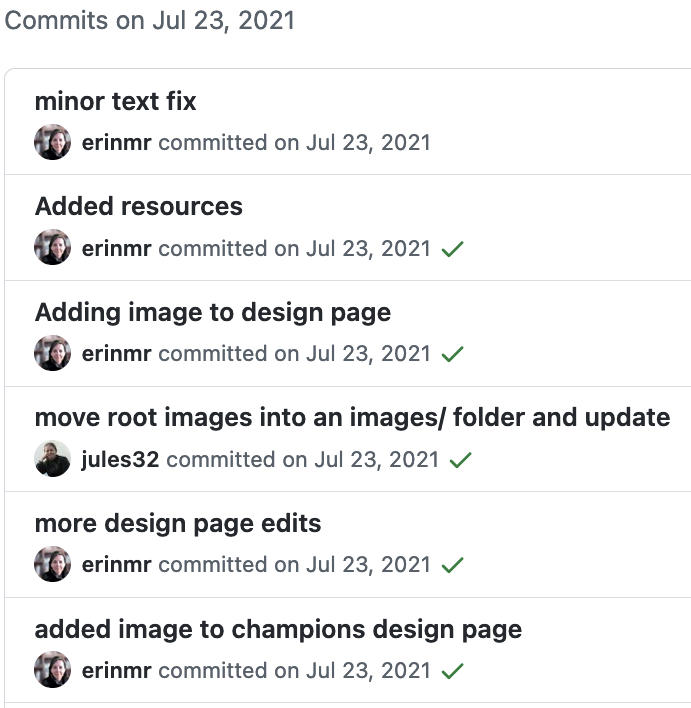 Commits on Jul 23, 2021
minor text fix
erinmr committed on Jul 23, 2021
Added resources
erinmr committed on Jul 23, 2021
Adding image to design page
erinmr committed on Jul 23, 2021
move root images into an images/ folder and update
jules32 committed on Jul 23, 2021
more design page edits
erinmr committed on Jul 23, 2021
added image to champions design page
erinmr committed on Jul 23, 2021